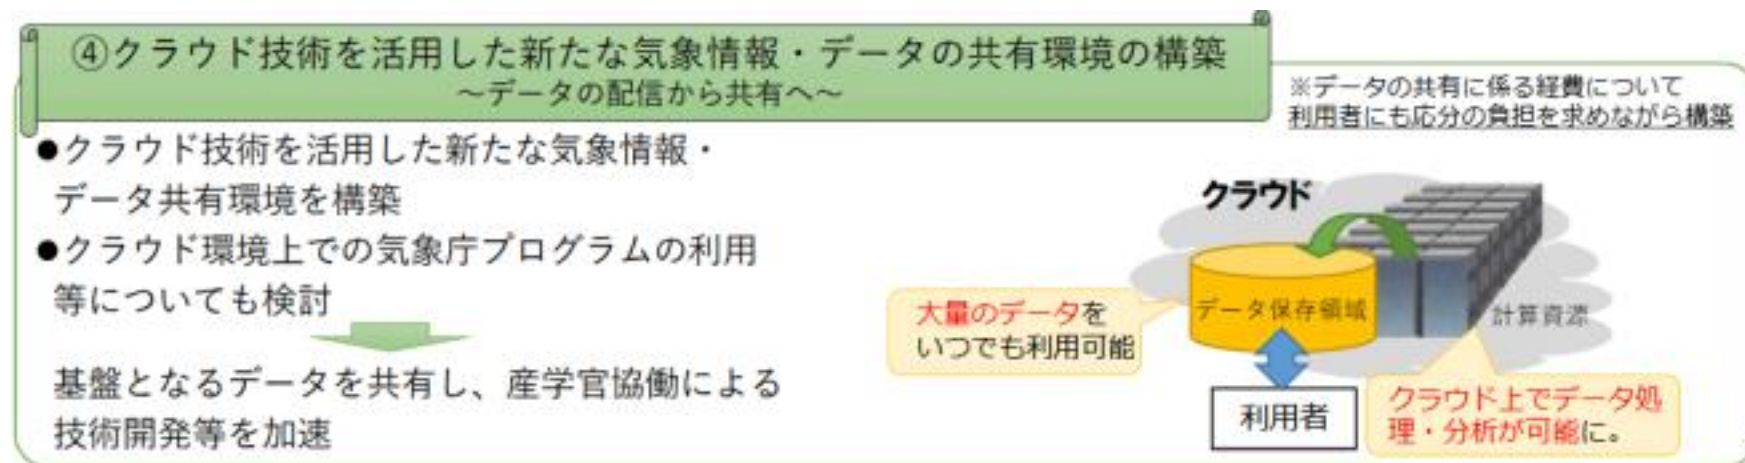 ④クラウド技術を活用した新たな気象情報・データの共有環境の構築
～データの配信から共有へ～
※データの共有に係る経費について
利用者にも応分の負担を求めながら構築
●クラウド技術を活用した新たな気象情報・
データ共有環境を構築
●クラウド環境上での気象庁プログラムの利用
等についても検討
基盤となるデータを共有し、産学官協働による
技術開発等を加速
クラウド
データ保存領域
計算資源
大量のデータを
いつでも利用可能
利用者
クラウド上でデータ処
理・分析が可能に。